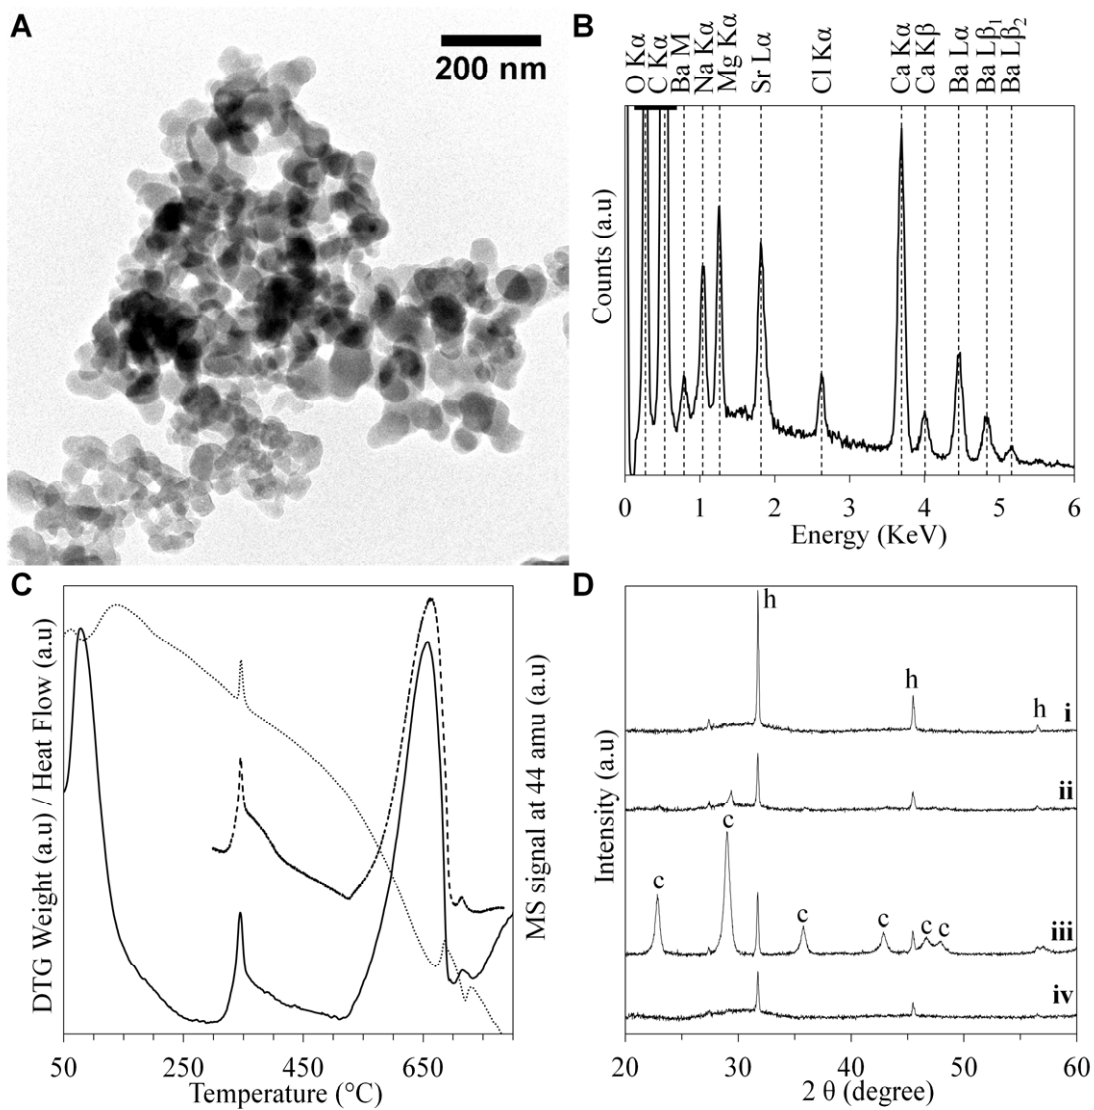 A
200 nm
B
O Kα
C Kα
Ba M
Na Kα
Mg Kα
Sr Lα
Cl Kα
Ca Kα
Ca Kβ
Ba Lα
Ba Lβ1
Ba Lβ2
Counts (a.u)
0 1 2 3 4 5 6
Energy (KeV)
C
DTG Weight (a.u) / Heat Flow (a.u)
MS signal at 44 amu (a.u)
50 250 450 650
Temperature (°C)
D
h
h
h
i
ii
c
c
c
c
c
c
iii
iv
Intensity (a.u)
20 30 40 50 60
2 θ (degree)